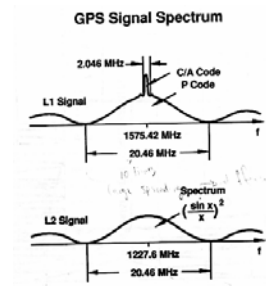 GPS Signal Spectrum
2.046 MHz
C/A Code
P Code
L1 Signal
1575.42 MHz
f
20.46 MHz
Spectrum
(sin x / x)²
L2 Signal
1227.6 MHz
f
20.46 MHz